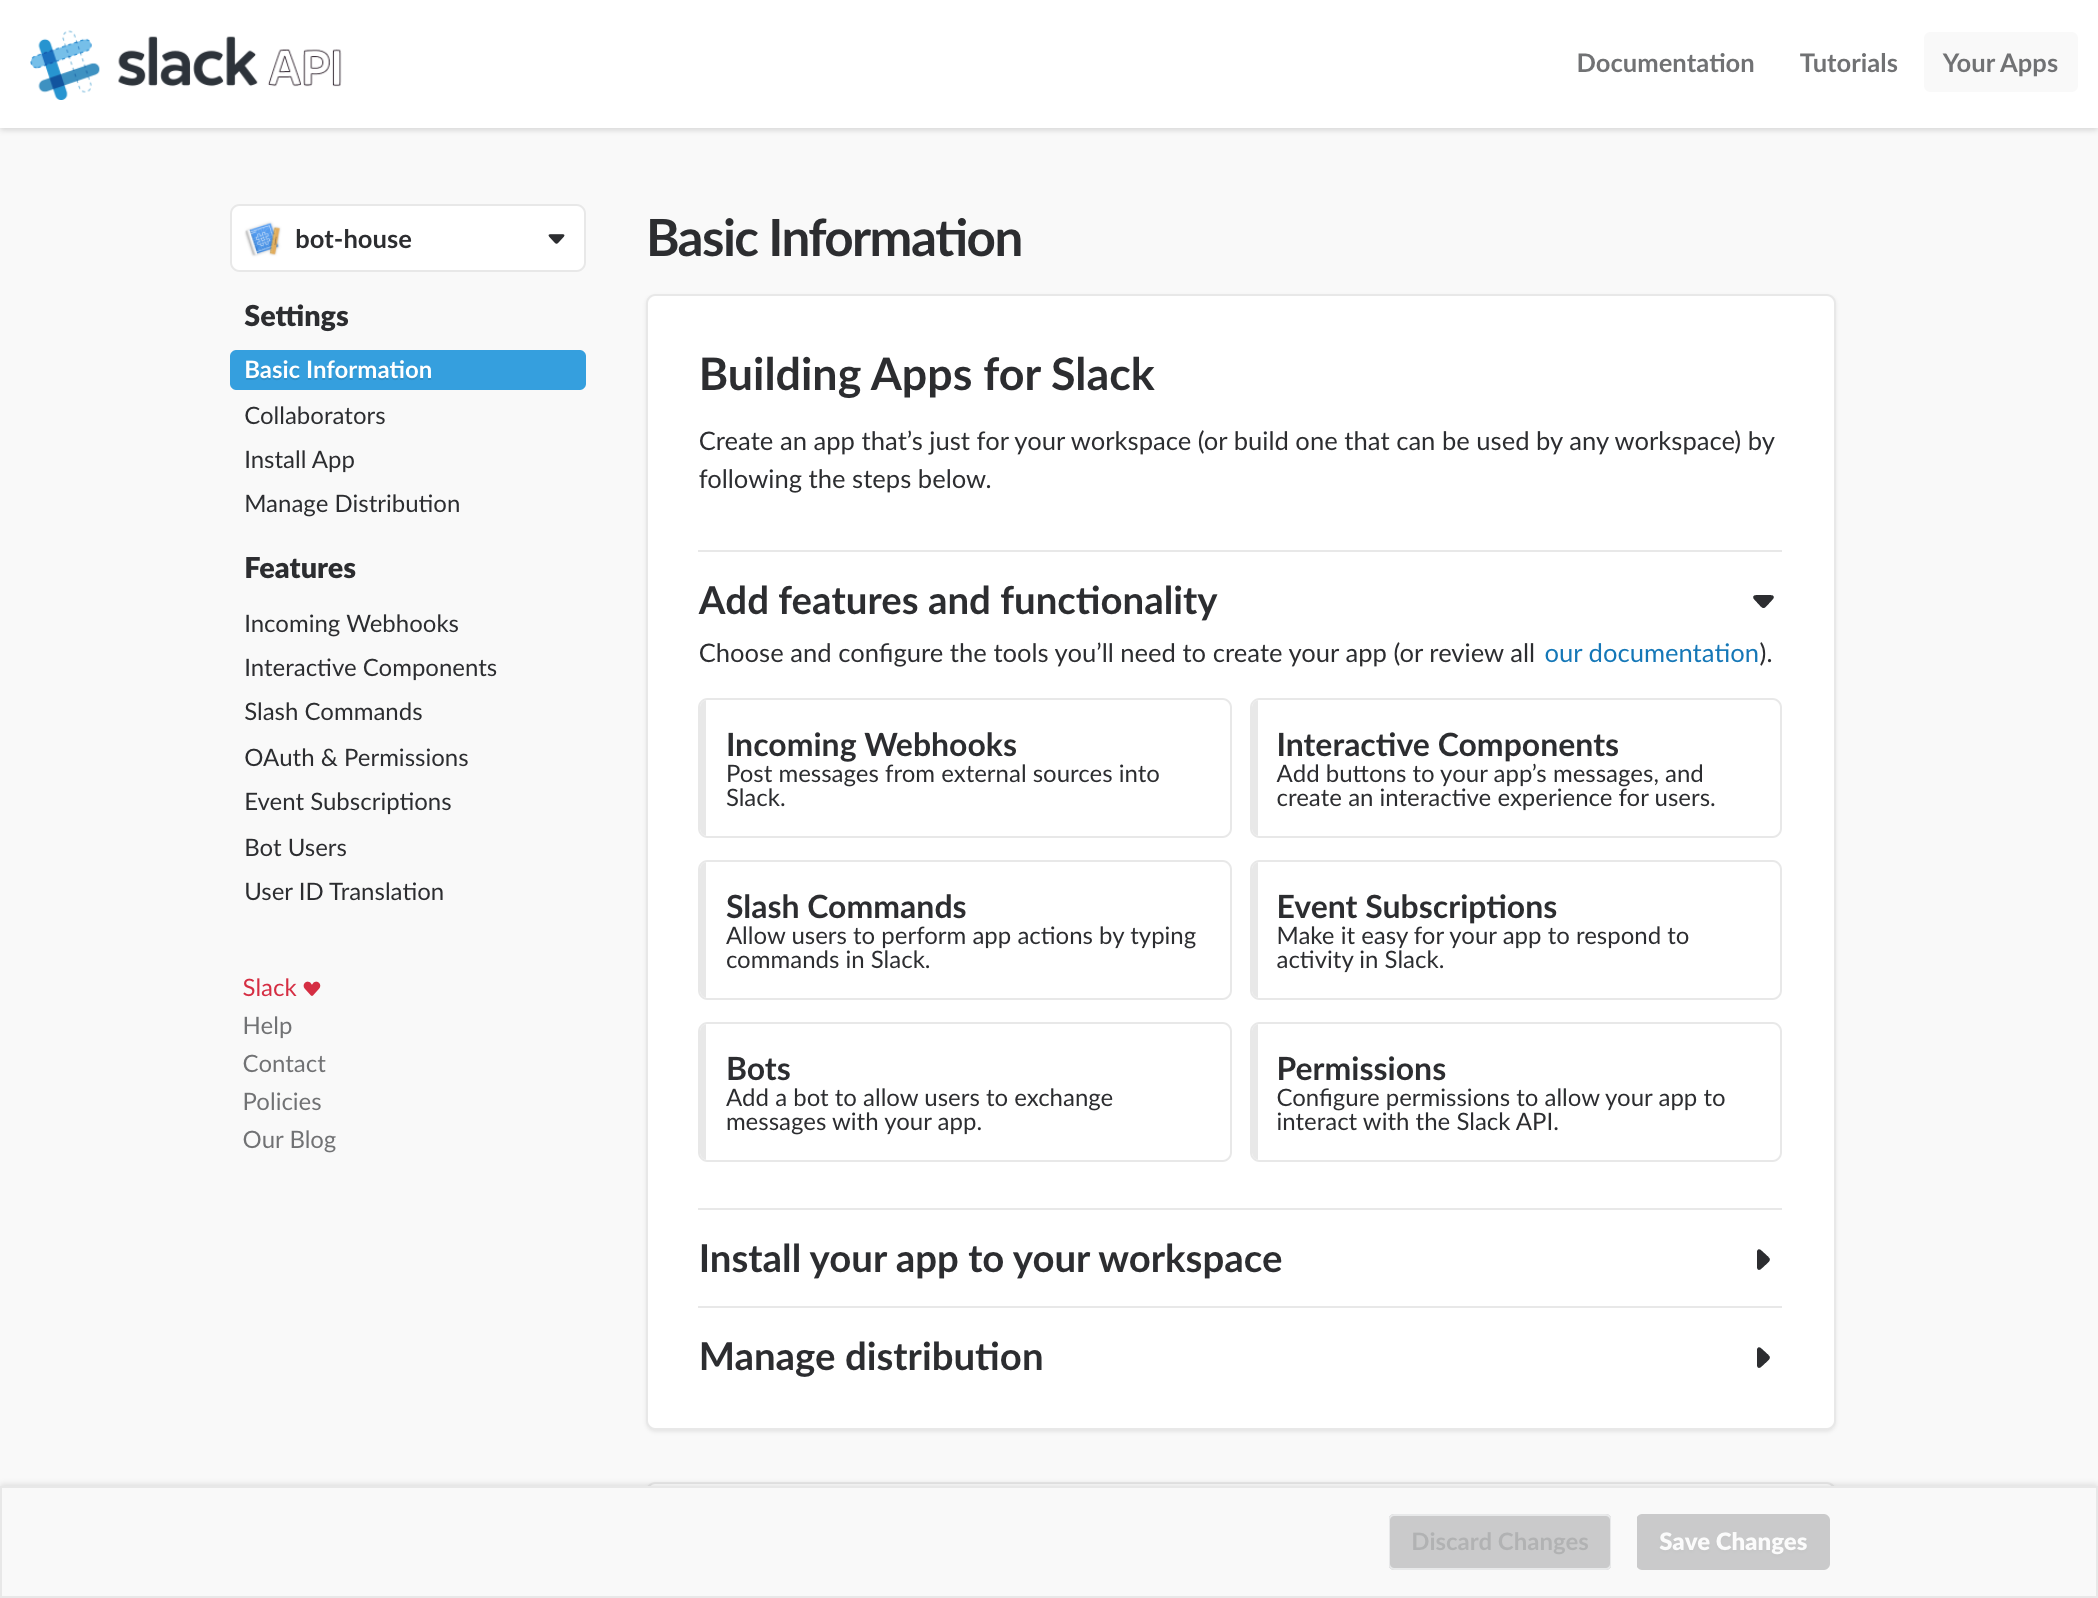 slack API
Documentation
Tutorials
Your Apps
bot-house
Settings
Basic Information
Collaborators
Install App
Manage Distribution
Features
Incoming Webhooks
Interactive Components
Slash Commands
OAuth & Permissions
Event Subscriptions
Bot Users
User ID Translation
Slack ♥
Help
Contact
Policies
Our Blog
Basic Information
Building Apps for Slack
Create an app that’s just for your workspace (or build one that can be used by any workspace) by
following the steps below.
Add features and functionality
Choose and configure the tools you’ll need to create your app (or review all our documentation).
Incoming Webhooks
Post messages from external sources into
Slack.
Interactive Components
Add buttons to your app’s messages, and
create an interactive experience for users.
Slash Commands
Allow users to perform app actions by typing
commands in Slack.
Event Subscriptions
Make it easy for your app to respond to
activity in Slack.
Bots
Add a bot to allow users to exchange
messages with your app.
Permissions
Configure permissions to allow your app to
interact with the Slack API.
Install your app to your workspace
Manage distribution
Discard Changes
Save Changes